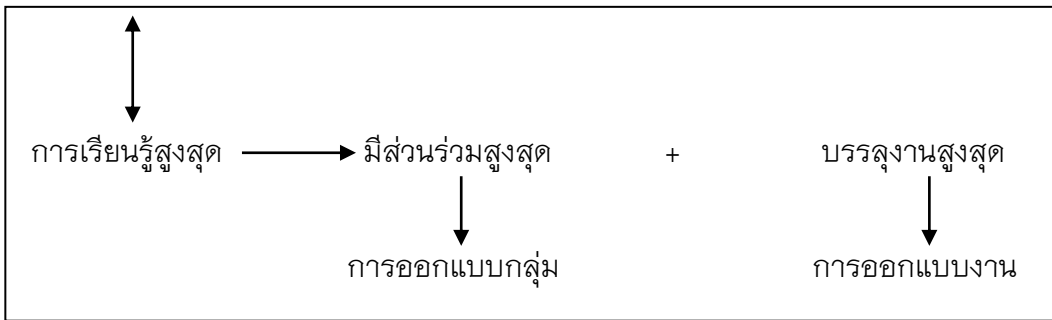 การเรียนรู้สูงสุด มีส่วนร่วมสูงสุด + บรรลุงานสูงสุด
การออกแบบกลุ่ม การออกแบบงาน